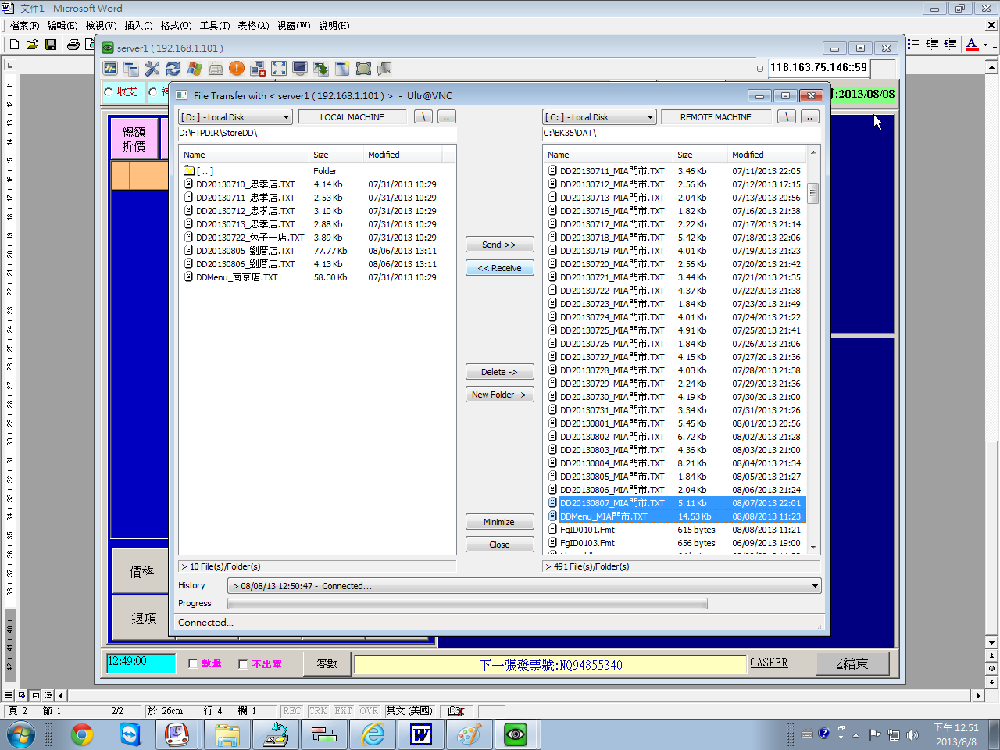 文件1 - Microsoft Word
檔案(F) 編輯(E) 檢視(V) 插入(I) 格式(O) 工具(T) 表格(A) 視窗(W) 說明(H)
server1 ( 192.168.1.101 )
118.163.75.146::59
收支
:2013/08/08
File Transfer with < server1 ( 192.168.1.101 ) > - Ultr@VNC
[ D: ] - Local Disk LOCAL MACHINE \ ..
[ C: ] - Local Disk REMOTE MACHINE \ ..
D:\FTPDIR\StoreDD\
C:\BK35\DAT\
Name Size Modified
[ .. ] Folder
DD20130710_忠孝店.TXT 4.14 Kb 07/31/2013 10:29
DD20130711_忠孝店.TXT 2.53 Kb 07/31/2013 10:29
DD20130712_忠孝店.TXT 3.10 Kb 07/31/2013 10:29
DD20130713_忠孝店.TXT 2.88 Kb 07/31/2013 10:29
DD20130722_兔子一店.TXT 3.89 Kb 07/31/2013 10:29
DD20130805_劉厝店.TXT 77.77 Kb 08/06/2013 13:11
DD20130806_劉厝店.TXT 4.13 Kb 08/06/2013 13:11
DDMenu_南京店.TXT 58.30 Kb 07/31/2013 10:29
Send >>
<< Receive
Delete ->
New Folder ->
Minimize
Close
Name Size Modified
DD20130711_MIA門市.TXT 3.46 Kb 07/11/2013 22:05
DD20130712_MIA門市.TXT 2.56 Kb 07/12/2013 17:15
DD20130713_MIA門市.TXT 2.04 Kb 07/13/2013 20:56
DD20130716_MIA門市.TXT 1.82 Kb 07/16/2013 21:38
DD20130717_MIA門市.TXT 2.22 Kb 07/17/2013 21:14
DD20130718_MIA門市.TXT 5.42 Kb 07/18/2013 22:06
DD20130719_MIA門市.TXT 4.01 Kb 07/19/2013 21:23
DD20130720_MIA門市.TXT 2.56 Kb 07/20/2013 21:42
DD20130721_MIA門市.TXT 3.44 Kb 07/21/2013 21:35
DD20130722_MIA門市.TXT 4.37 Kb 07/22/2013 21:38
DD20130723_MIA門市.TXT 1.84 Kb 07/23/2013 21:49
DD20130724_MIA門市.TXT 4.01 Kb 07/24/2013 21:22
DD20130725_MIA門市.TXT 4.91 Kb 07/25/2013 21:41
DD20130726_MIA門市.TXT 1.84 Kb 07/26/2013 21:06
DD20130727_MIA門市.TXT 4.15 Kb 07/27/2013 21:36
DD20130728_MIA門市.TXT 4.03 Kb 07/28/2013 21:38
DD20130729_MIA門市.TXT 2.24 Kb 07/29/2013 21:36
DD20130730_MIA門市.TXT 4.19 Kb 07/30/2013 21:00
DD20130731_MIA門市.TXT 3.34 Kb 07/31/2013 21:26
DD20130801_MIA門市.TXT 5.45 Kb 08/01/2013 20:56
DD20130802_MIA門市.TXT 6.72 Kb 08/02/2013 21:28
DD20130803_MIA門市.TXT 4.36 Kb 08/03/2013 21:00
DD20130804_MIA門市.TXT 8.21 Kb 08/04/2013 21:34
DD20130805_MIA門市.TXT 1.84 Kb 08/05/2013 21:27
DD20130806_MIA門市.TXT 2.04 Kb 08/06/2013 21:24
DD20130807_MIA門市.TXT 5.11 Kb 08/07/2013 22:01
DDMenu_MIA門市.TXT 14.53 Kb 08/08/2013 11:23
FgID0101.Fmt 615 bytes 08/08/2013 11:21
FgID0103.Fmt 656 bytes 06/09/2013 19:00
> 10 File(s)/Folder(s)
> 491 File(s)/Folder(s)
History > 08/08/13 12:50:47 - Connected...
Progress
Connected...
總額
折價
價格
退項
12:49:00 數量 不出單 客數 下一張發票號:NQ94855340 CASHER Z結束
頁 2 節 1 2/2 於 26cm 行 4 欄 1 REC TRK EXT OVR 英文 (美國)
下午 12:51
2013/8/8